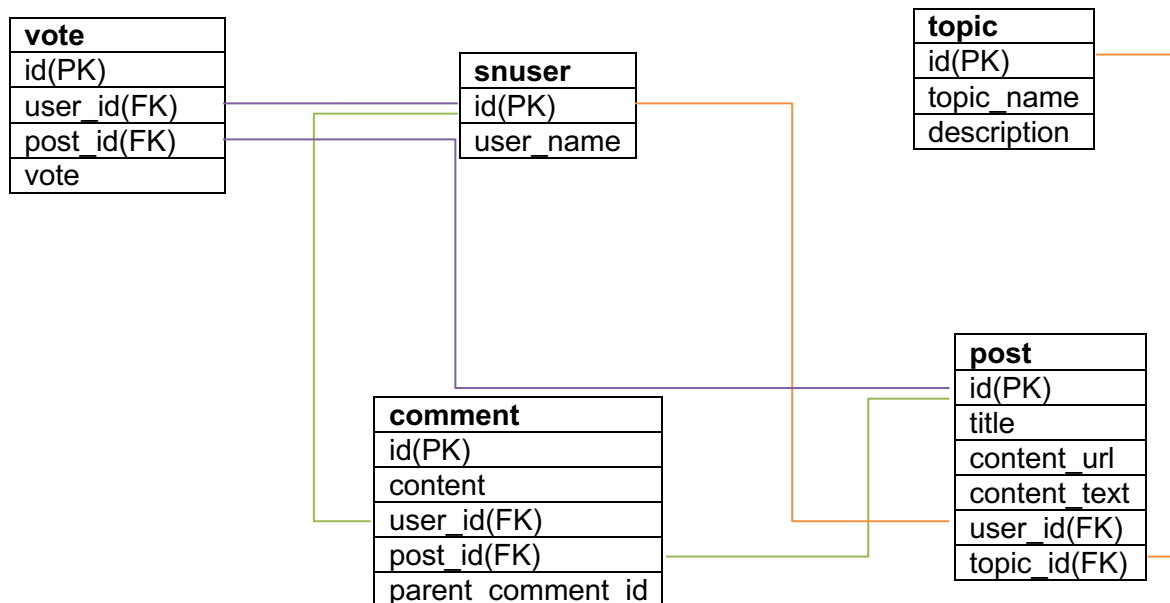 vote
id(PK)
user_id(FK)
post_id(FK)
vote
snuser
id(PK)
user_name
topic
id(PK)
topic_name
description
comment
id(PK)
content
user_id(FK)
post_id(FK)
parent_comment_id
post
id(PK)
title
content_url
content_text
user_id(FK)
topic_id(FK)